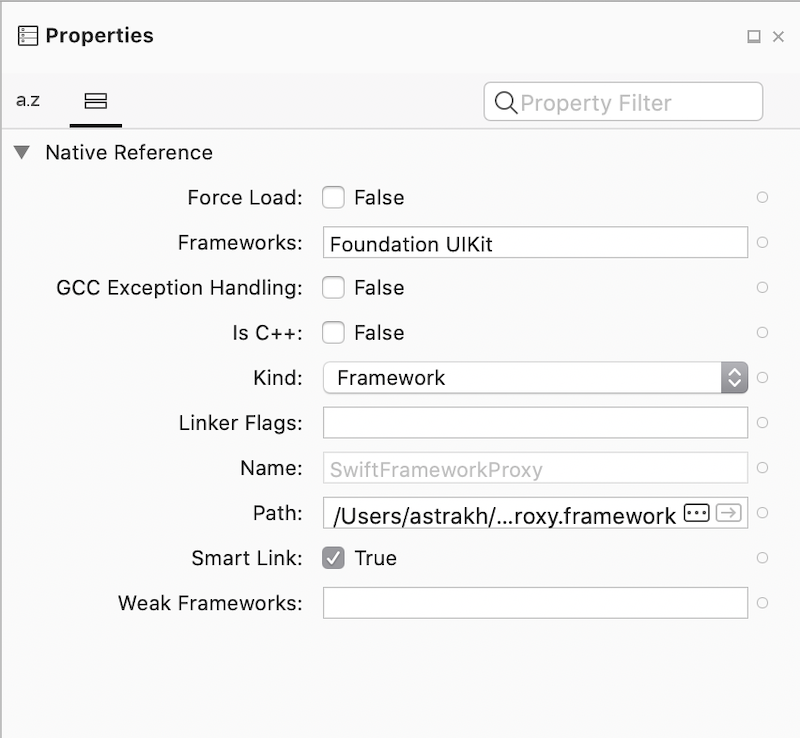 Properties
a.z
Property Filter
Native Reference
Force Load: False
Frameworks: Foundation UIKit
GCC Exception Handling: False
Is C++: False
Kind: Framework
Linker Flags:
Name: SwiftFrameworkProxy
Path: /Users/astrakh/...roxy.framework
Smart Link: True
Weak Frameworks: